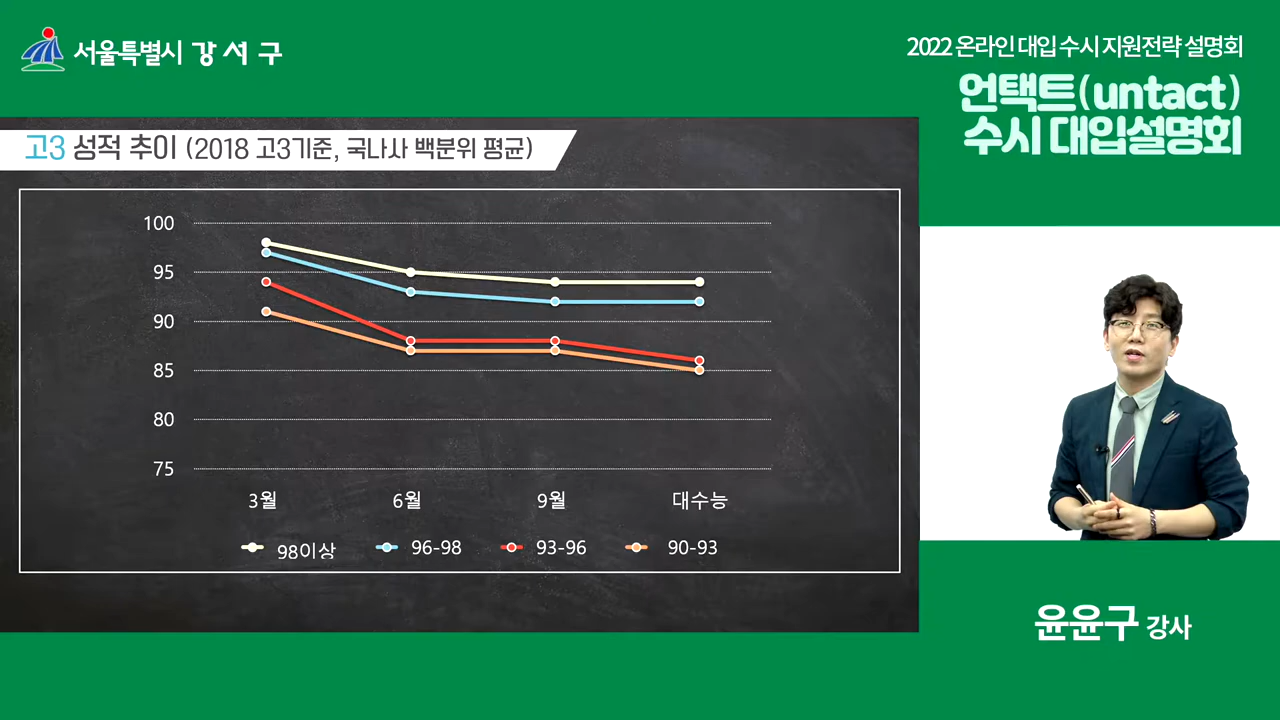 서울특별시 강서구
2022 온라인 대입 수시 지원전략 설명회
언택트(untact)
수시 대입설명회
고3 성적 추이 (2018 고3기준, 국나사 백분위 평균)
100
95
90
85
80
75
3월 6월 9월 대수능
98이상 96-98 93-96 90-93
윤윤구 강사